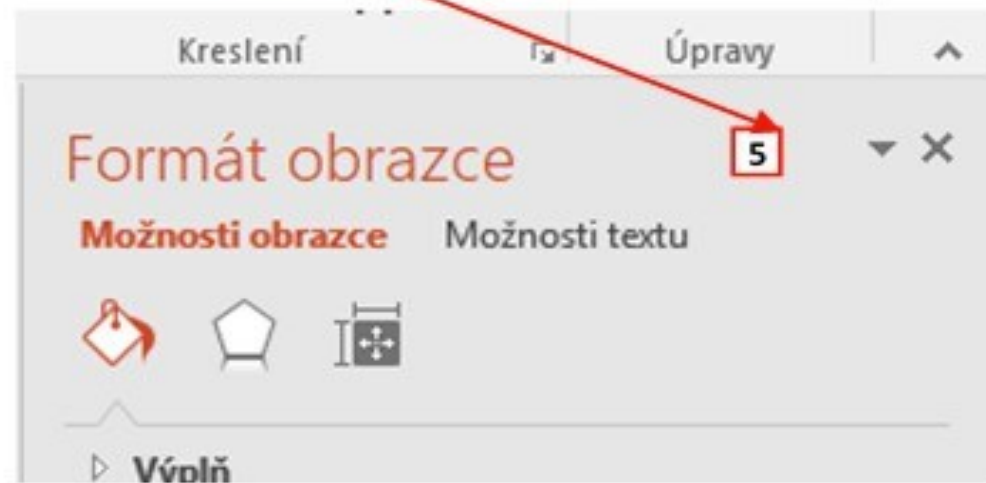 Kreslení Úpravy
Formát obrazce 5
Možnosti obrazce Možnosti textu
Výplň